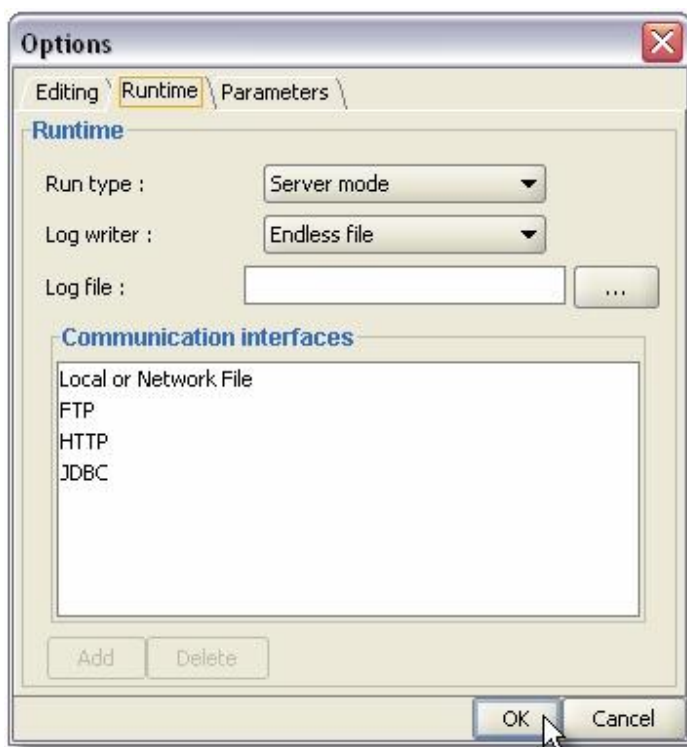 Options
Editing Runtime Parameters
Runtime
Run type : Server mode
Log writer : Endless file
Log file : ...
Communication interfaces
Local or Network File
FTP
HTTP
JDBC
Add Delete
OK Cancel